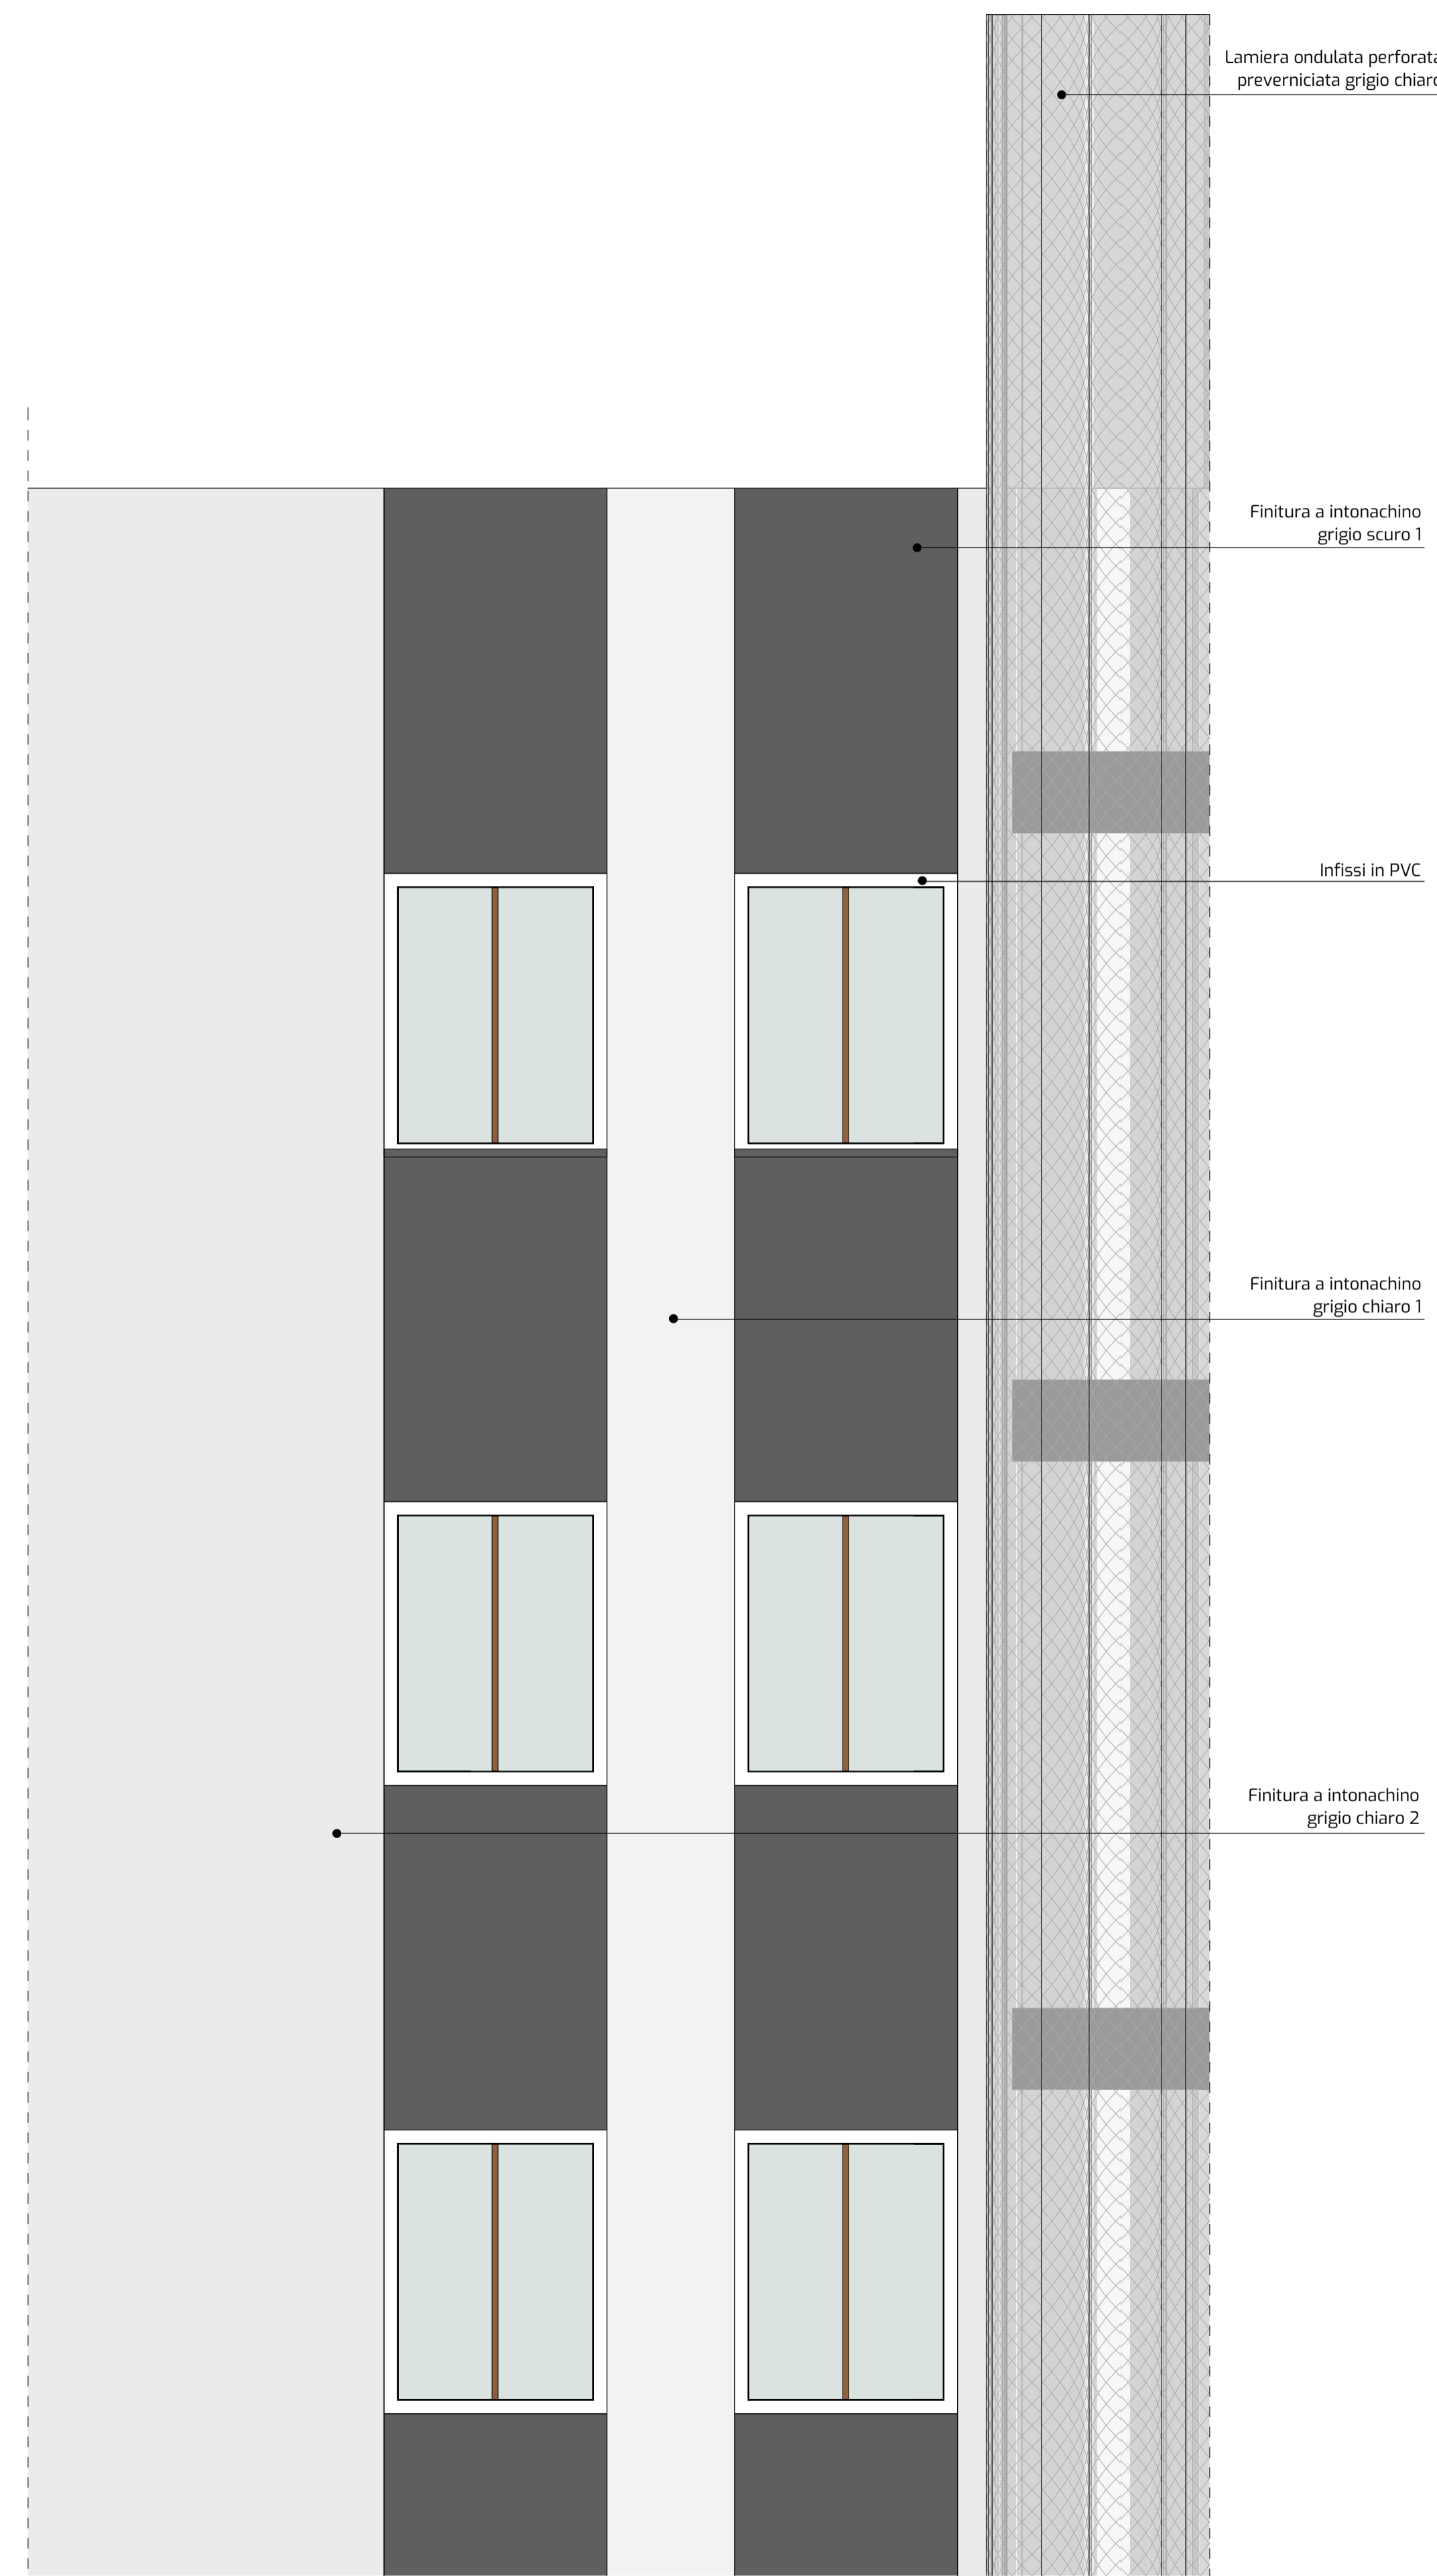 Lamiera ondulata perforata
preverniciata grigio chiaro
Finitura a intonachino
grigio scuro 1
Infissi in PVC
Finitura a intonachino
grigio chiaro 1
Finitura a intonachino
grigio chiaro 2